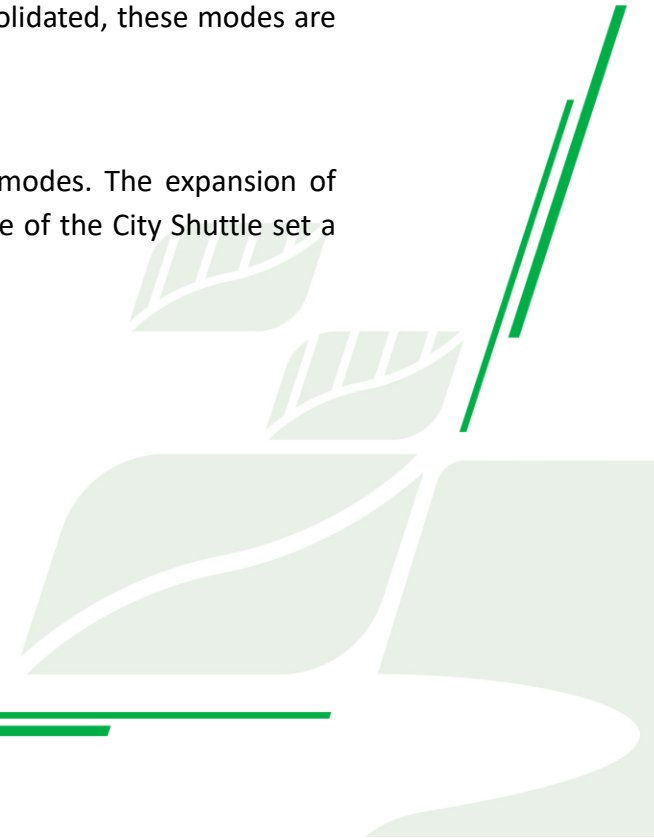 olidated, these modes are
modes. The expansion of
e of the City Shuttle set a